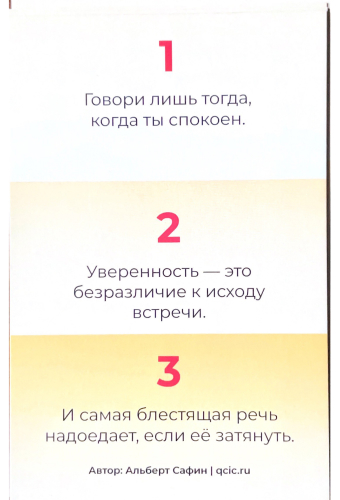 1
Говори лишь тогда,
когда ты спокоен.
2
Уверенность — это
безразличие к исходу
встречи.
3
И самая блестящая речь
надоедает, если её затянуть.
Автор: Альберт Сафин | qcic.ru